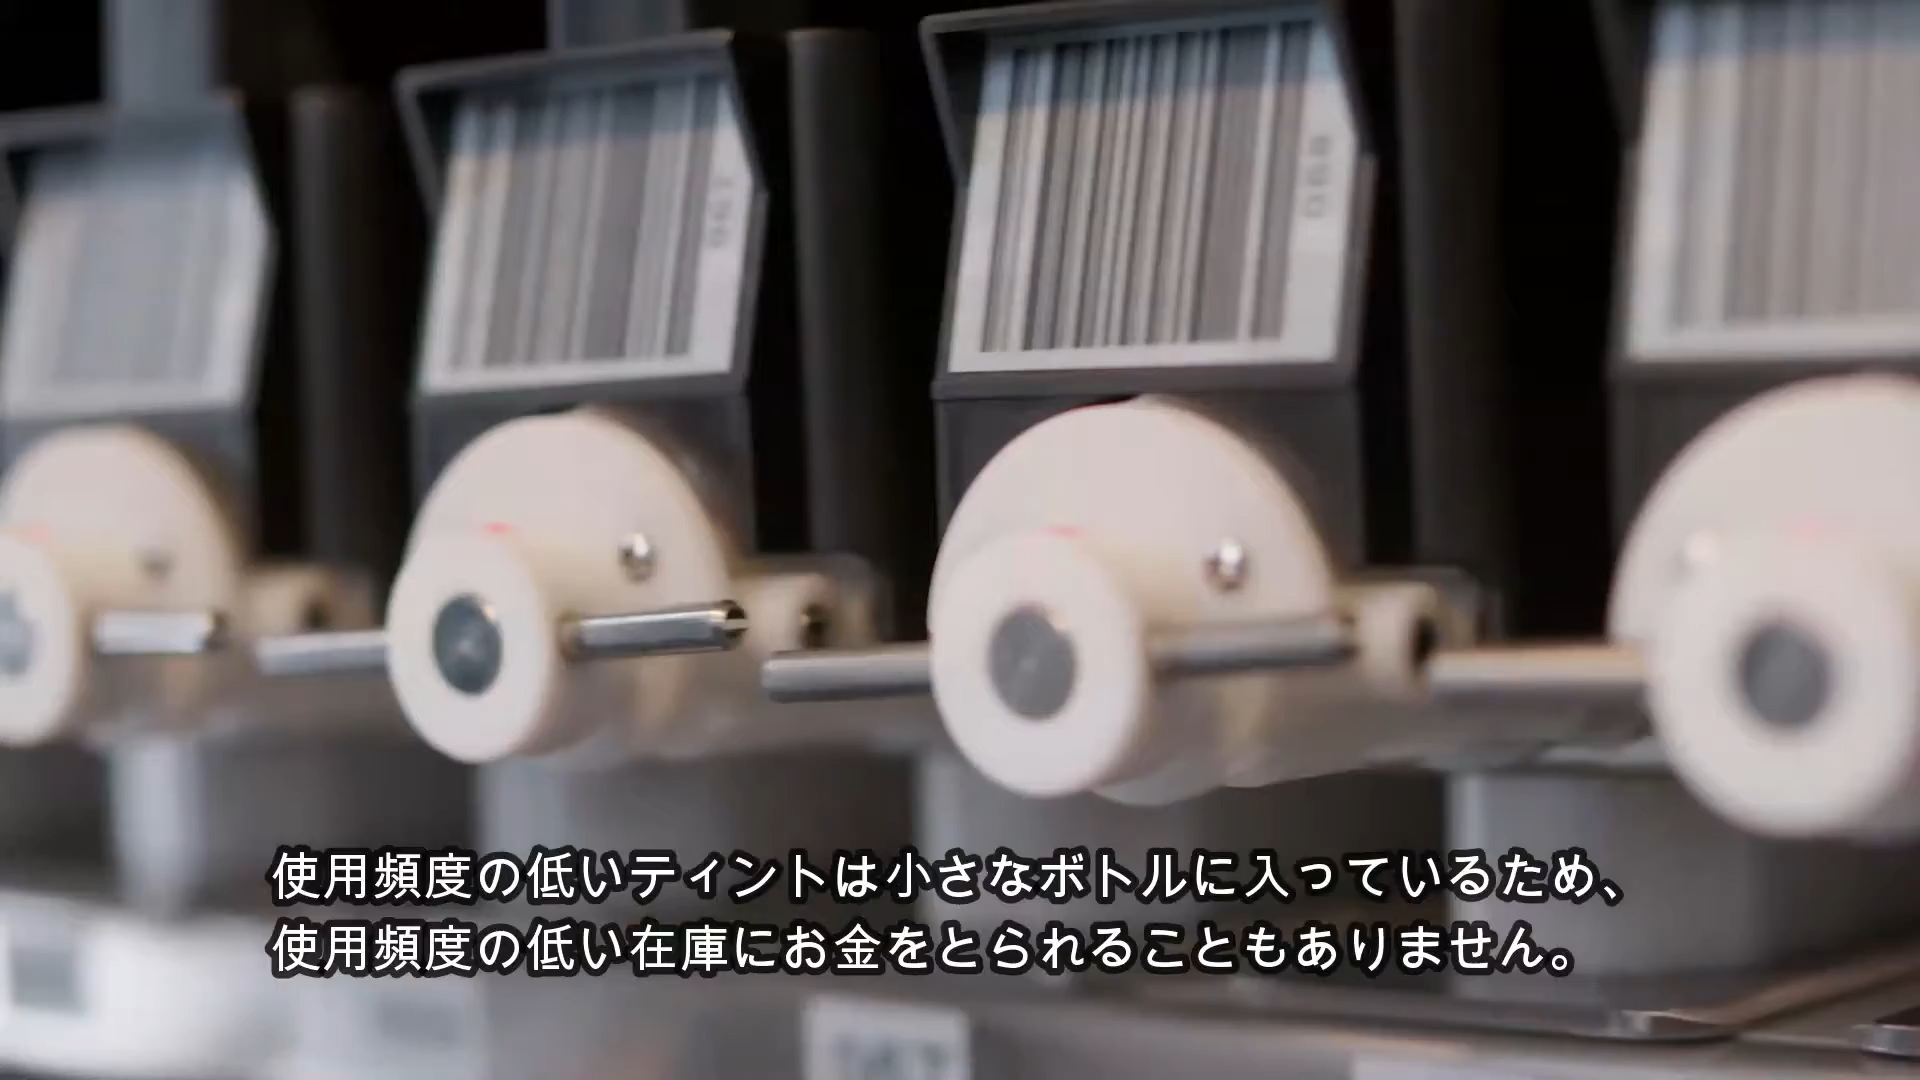 使用頻度の低いティントは小さなボトルに入っているため、
使用頻度の低い在庫にお金をとられることもありません。